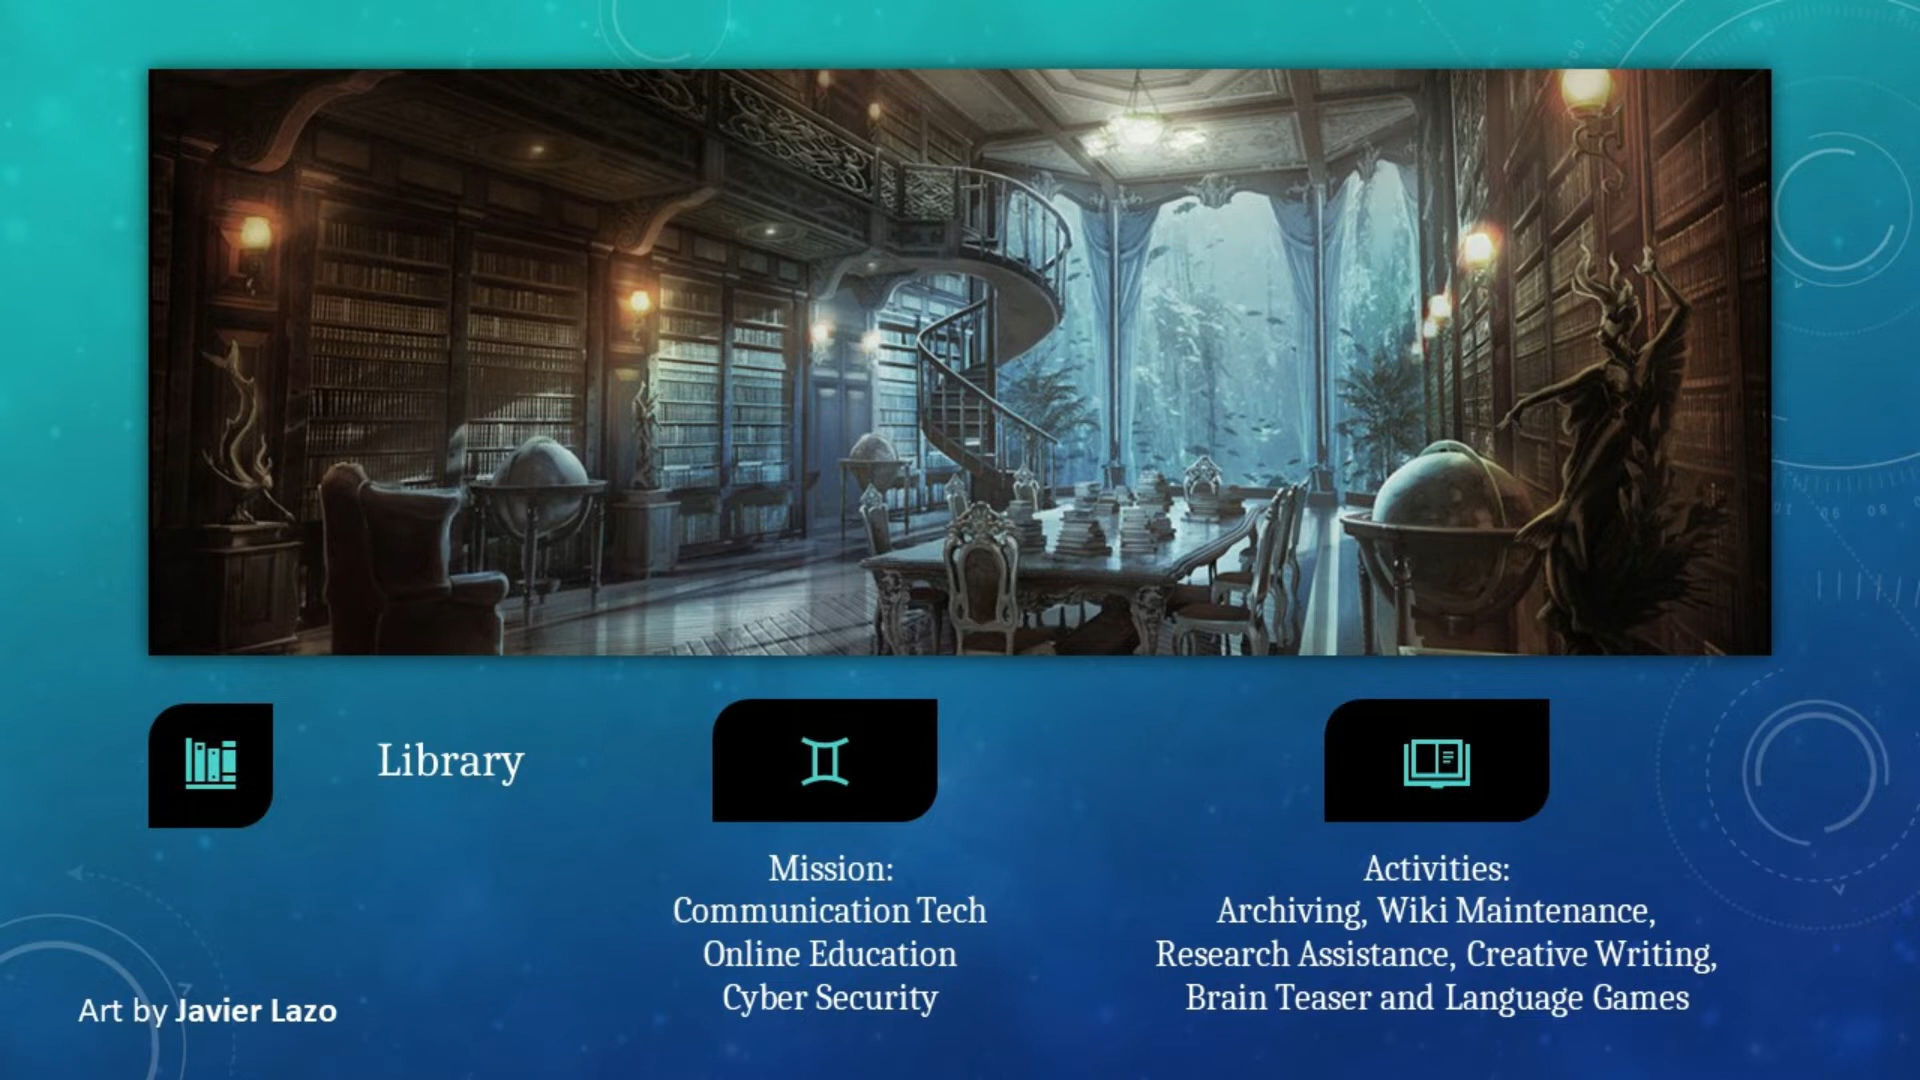 Library
Mission:
Communication Tech
Online Education
Cyber Security
Activities:
Archiving, Wiki Maintenance,
Research Assistance, Creative Writing,
Brain Teaser and Language Games
Art by Javier Lazo